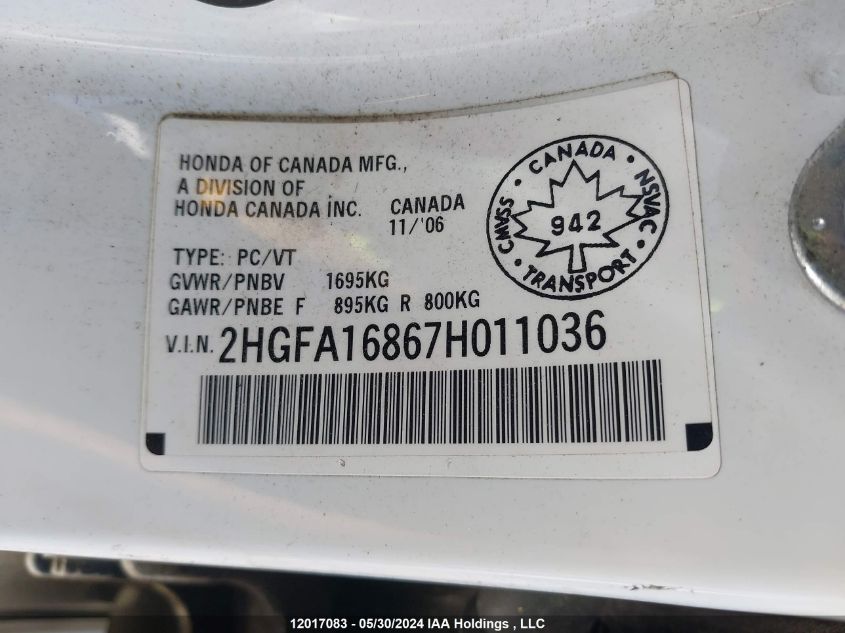 HONDA OF CANADA MFG.,
A DIVISION OF
HONDA CANADA INC. CANADA
11/'06
TYPE: PC/VT
GVWR/PNBV 1695KG
GAWR/PNBE F 895KG R 800KG
V.I.N. 2HGFA16867H011036
CANADA
CMVSS 942 NSVAC
TRANSPORT
12017083 - 05/30/2024 IAA Holdings , LLC